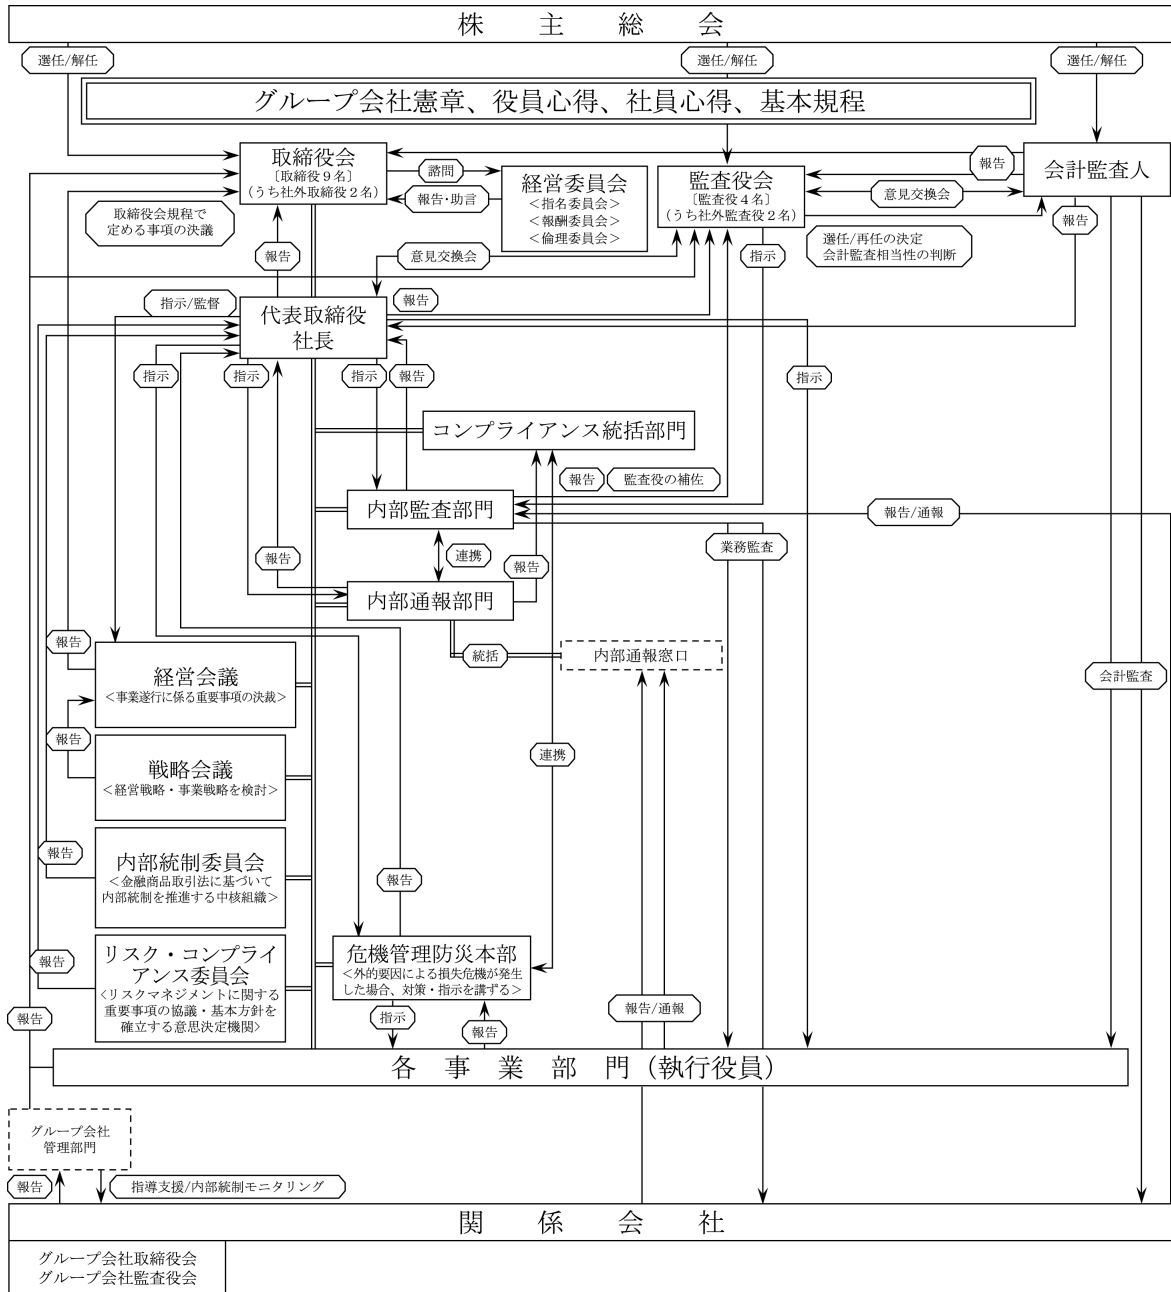 株主総会
選任/解任
選任/解任
選任/解任
グループ会社憲章、役員心得、社員心得、基本規程
取締役会
〔取締役９名〕
（うち社外取締役２名）
諮問
報告・助言
経営委員会
＜指名委員会＞
＜報酬委員会＞
＜倫理委員会＞
監査役会
〔監査役４名〕
（うち社外監査役２名）
報告
意見交換会
会計監査人
取締役会規程で
定める事項の決議
報告
意見交換会
指示
選任/再任の決定
会計監査相当性の判断
報告
指示/監督
代表取締役
社長
報告
指示
指示
指示
報告
指示
コンプライアンス統括部門
報告
監査役の補佐
内部監査部門
報告/通報
報告
連携
報告
業務監査
内部通報部門
報告
統括
内部通報窓口
経営会議
＜事業遂行に係る重要事項の決裁＞
会計監査
報告
戦略会議
＜経営戦略・事業戦略を検討＞
連携
報告
内部統制委員会
＜金融商品取引法に基づいて
内部統制を推進する中核組織＞
報告
報告
リスク・コンプライ
アンス委員会
＜リスクマネジメントに関する
重要事項の協議・基本方針を
確立する意思決定機関＞
危機管理防災本部
＜外的要因による損失危機が発生
した場合、対策・指示を講ずる＞
報告
指示
報告
報告/通報
各事業部門（執行役員）
グループ会社
管理部門
報告
指導支援/内部統制モニタリング
関係会社
グループ会社取締役会
グループ会社監査役会